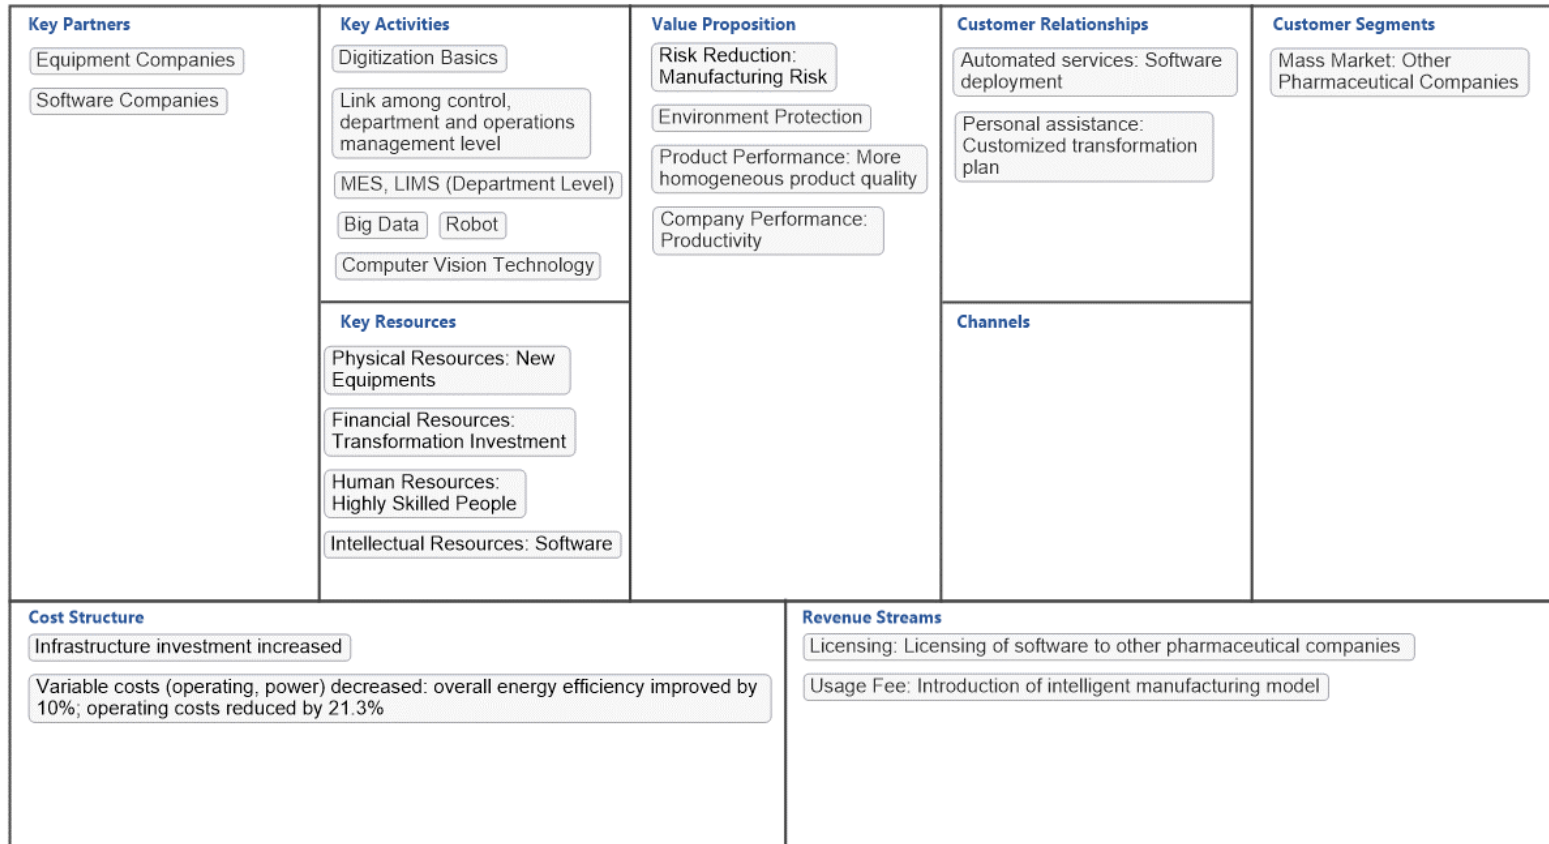 Key Partners
Equipment Companies
Software Companies
Key Activities
Digitization Basics
Link among control,
department and operations
management level
MES, LIMS (Department Level)
Big Data
Robot
Computer Vision Technology
Key Resources
Physical Resources: New
Equipments
Financial Resources:
Transformation Investment
Human Resources:
Highly Skilled People
Intellectual Resources: Software
Value Proposition
Risk Reduction:
Manufacturing Risk
Environment Protection
Product Performance: More
homogeneous product quality
Company Performance:
Productivity
Customer Relationships
Automated services: Software
deployment
Personal assistance:
Customized transformation
plan
Channels
Customer Segments
Mass Market: Other
Pharmaceutical Companies
Cost Structure
Infrastructure investment increased
Variable costs (operating, power) decreased: overall energy efficiency improved by
10%; operating costs reduced by 21.3%
Revenue Streams
Licensing: Licensing of software to other pharmaceutical companies
Usage Fee: Introduction of intelligent manufacturing model